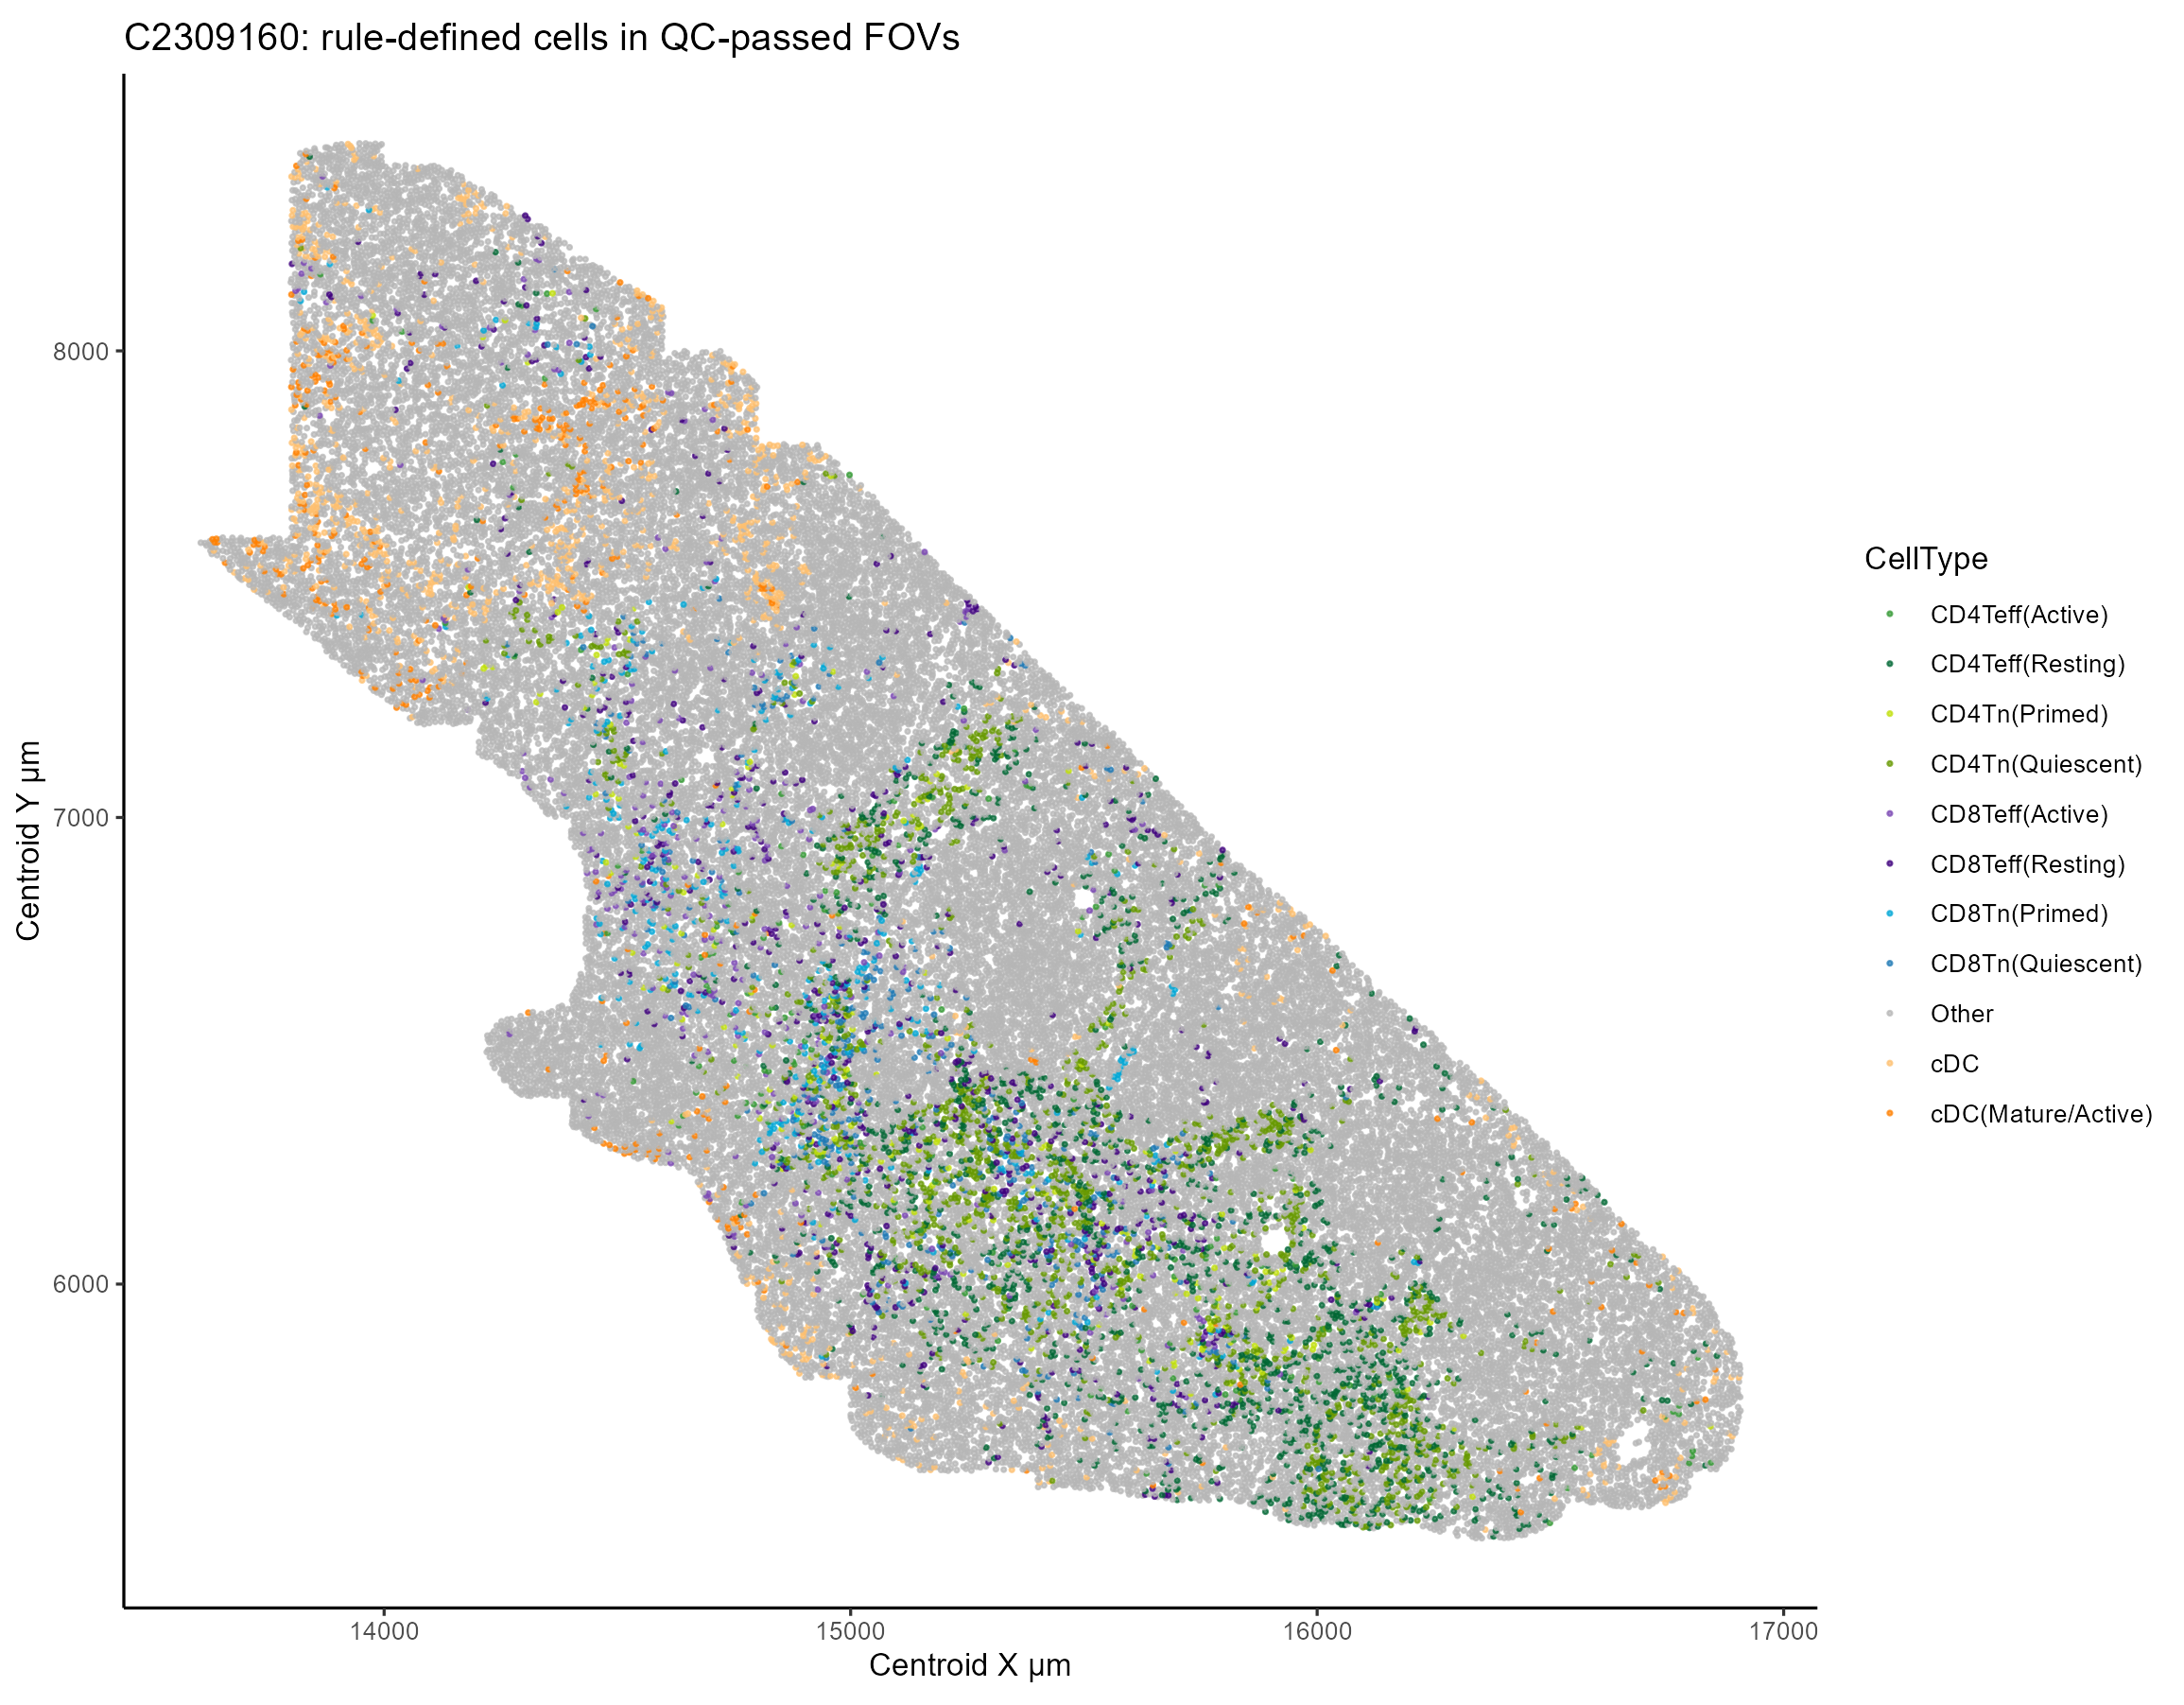 C2309160: rule-defined cells in QC-passed FOVs
Centroid Y µm
8000
7000
6000
14000
15000
16000
17000
Centroid X µm
CellType
CD4Teff(Active)
CD4Teff(Resting)
CD4Tn(Primed)
CD4Tn(Quiescent)
CD8Teff(Active)
CD8Teff(Resting)
CD8Tn(Primed)
CD8Tn(Quiescent)
Other
cDC
cDC(Mature/Active)